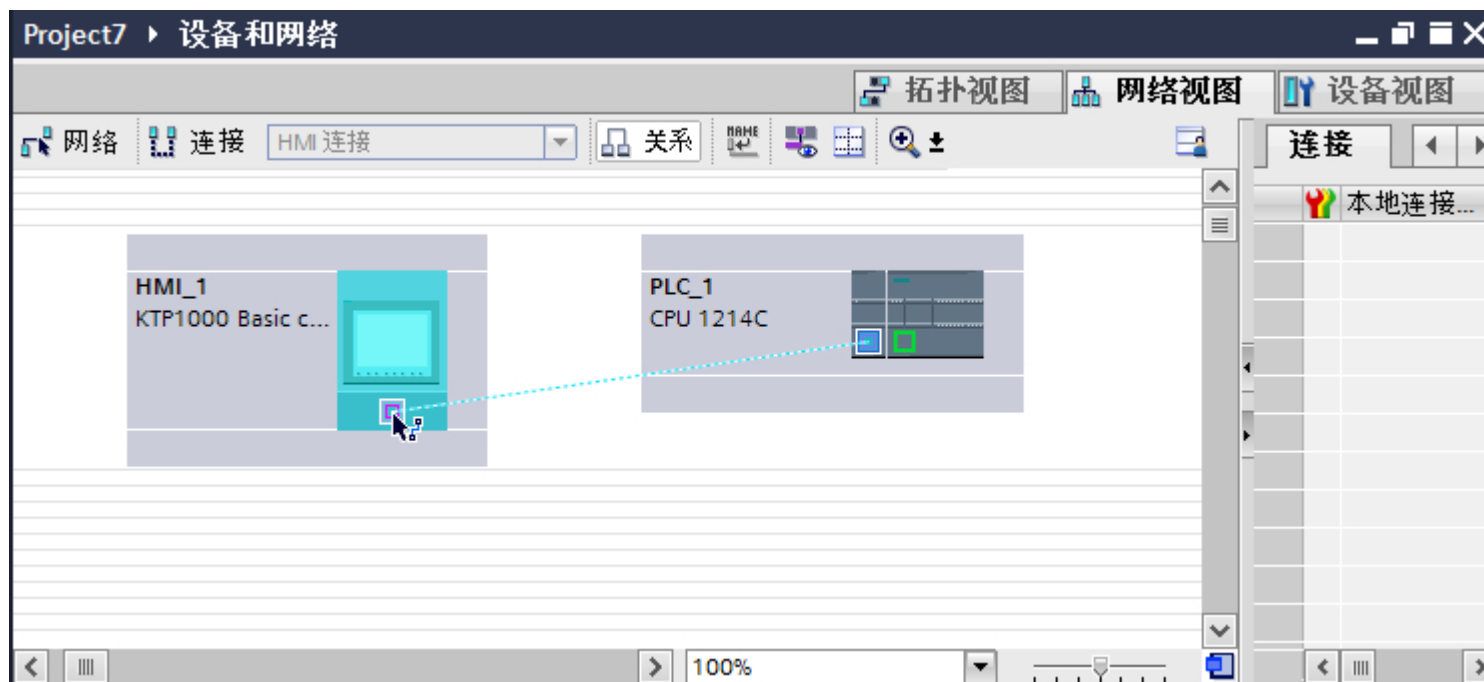 Project7 ▸ 设备和网络
拓扑视图 网络视图 设备视图
网络 连接 HMI 连接 关系 NAME 连接
本地连接...
HMI_1
KTP1000 Basic c...
PLC_1
CPU 1214C
100%